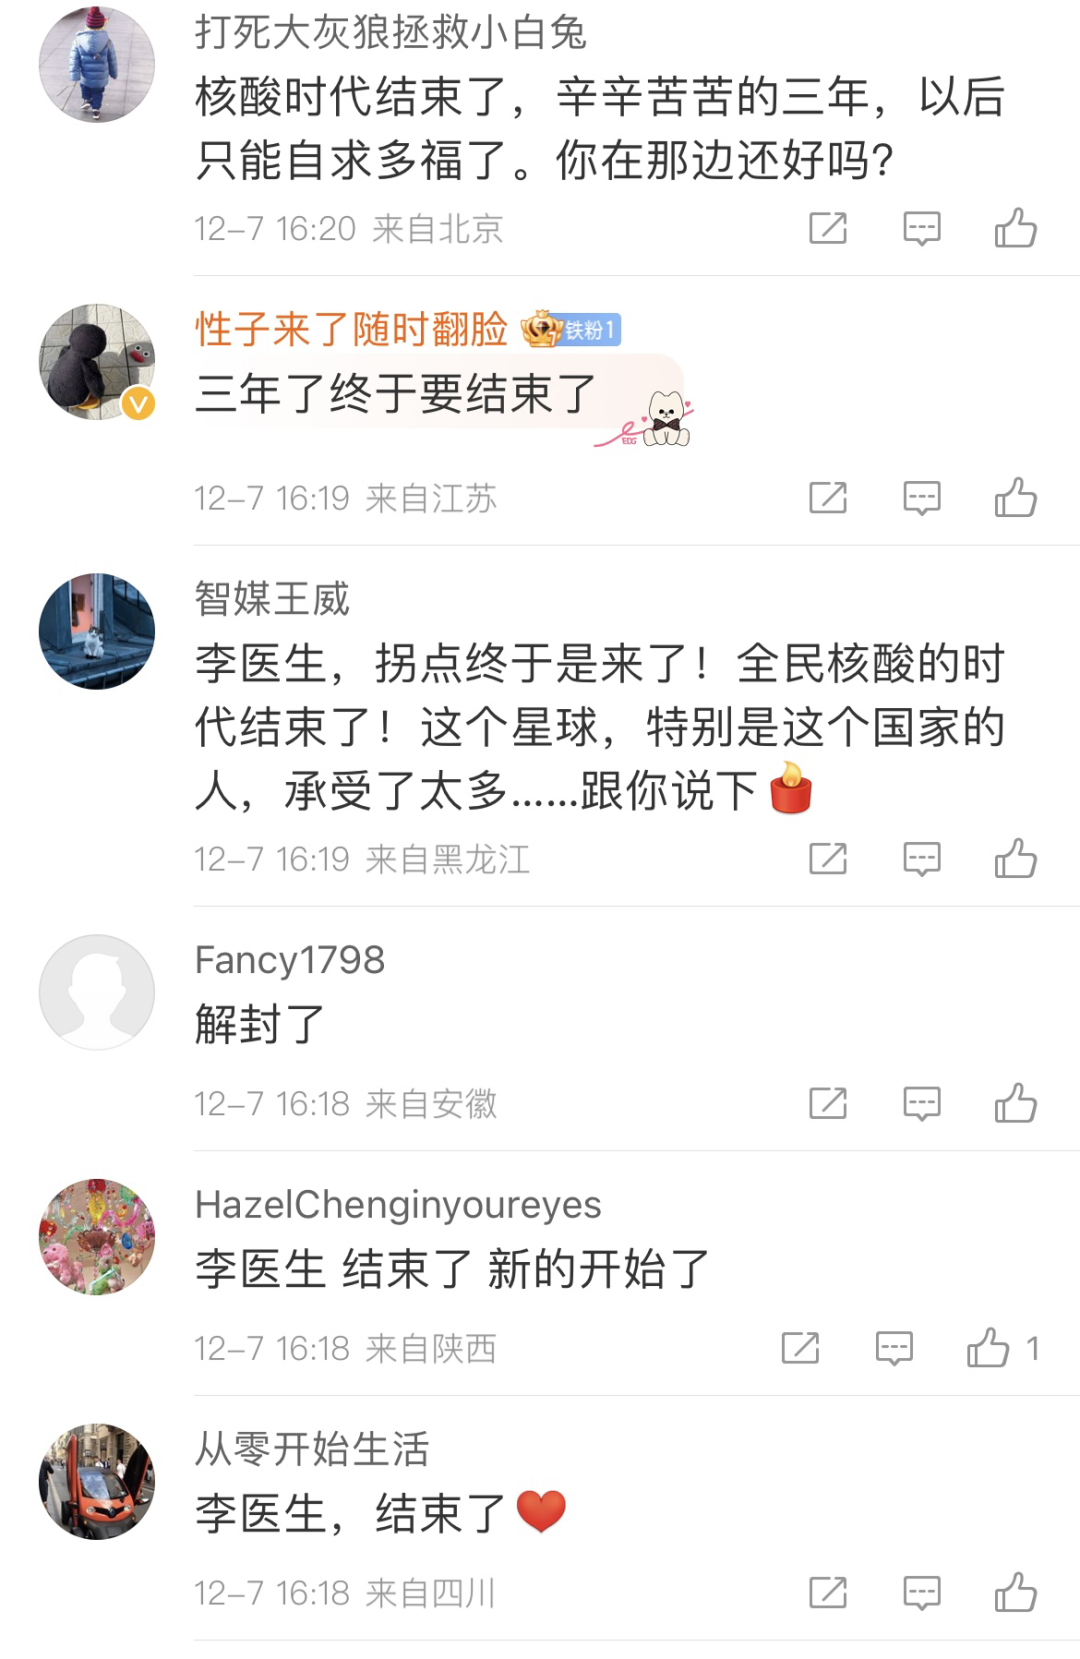 打死大灰狼拯救小白兔
核酸时代结束了，辛辛苦苦的三年，以后
只能自求多福了。你在那边还好吗？
12-7 16:20 来自北京
性子来了随时翻脸 铁粉1
三年了终于要结束了
EDG
12-7 16:19 来自江苏
智媒王威
李医生，拐点终于是来了！全民核酸的时
代结束了！这个星球，特别是这个国家的
人，承受了太多……跟你说下🕯️
12-7 16:19 来自黑龙江
Fancy1798
解封了
12-7 16:18 来自安徽
HazelChenginyoureyes
李医生 结束了 新的开始了
12-7 16:18 来自陕西 1
从零开始生活
李医生，结束了❤️
12-7 16:18 来自四川